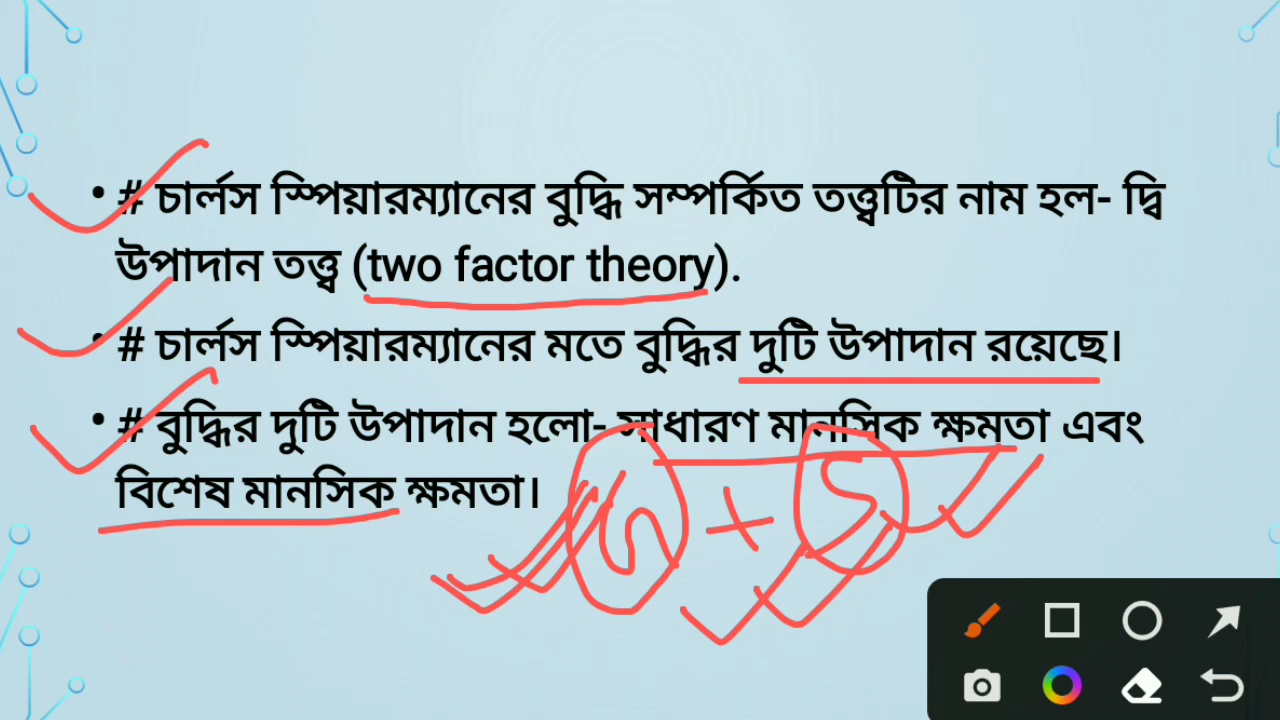 • # চার্লস স্পিয়ারম্যানের বুদ্ধি সম্পর্কিত তত্ত্বটির নাম হল- দ্বি
উপাদান তত্ত্ব (two factor theory).
• # চার্লস স্পিয়ারম্যানের মতে বুদ্ধির দুটি উপাদান রয়েছে।
• # বুদ্ধির দুটি উপাদান হলো- সাধারণ মানসিক ক্ষমতা এবং
বিশেষ মানসিক ক্ষমতা।
G + S